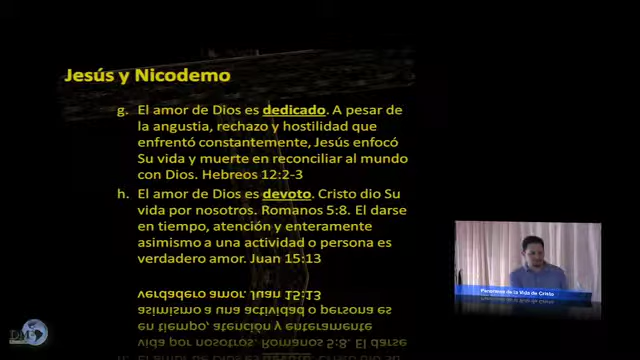 Jesús y Nicodemo
g. El amor de Dios es dedicado. A pesar de
la angustia, rechazo y hostilidad que
enfrentó constantemente, Jesús enfocó
Su vida y muerte en reconciliar al mundo
con Dios. Hebreos 12:2-3
h. El amor de Dios es devoto. Cristo dio Su
vida por nosotros. Romanos 5:8. El darse
en tiempo, atención y enteramente
asimismo a una actividad o persona es
verdadero amor. Juan 15:13
Panorama de la Vida de Cristo